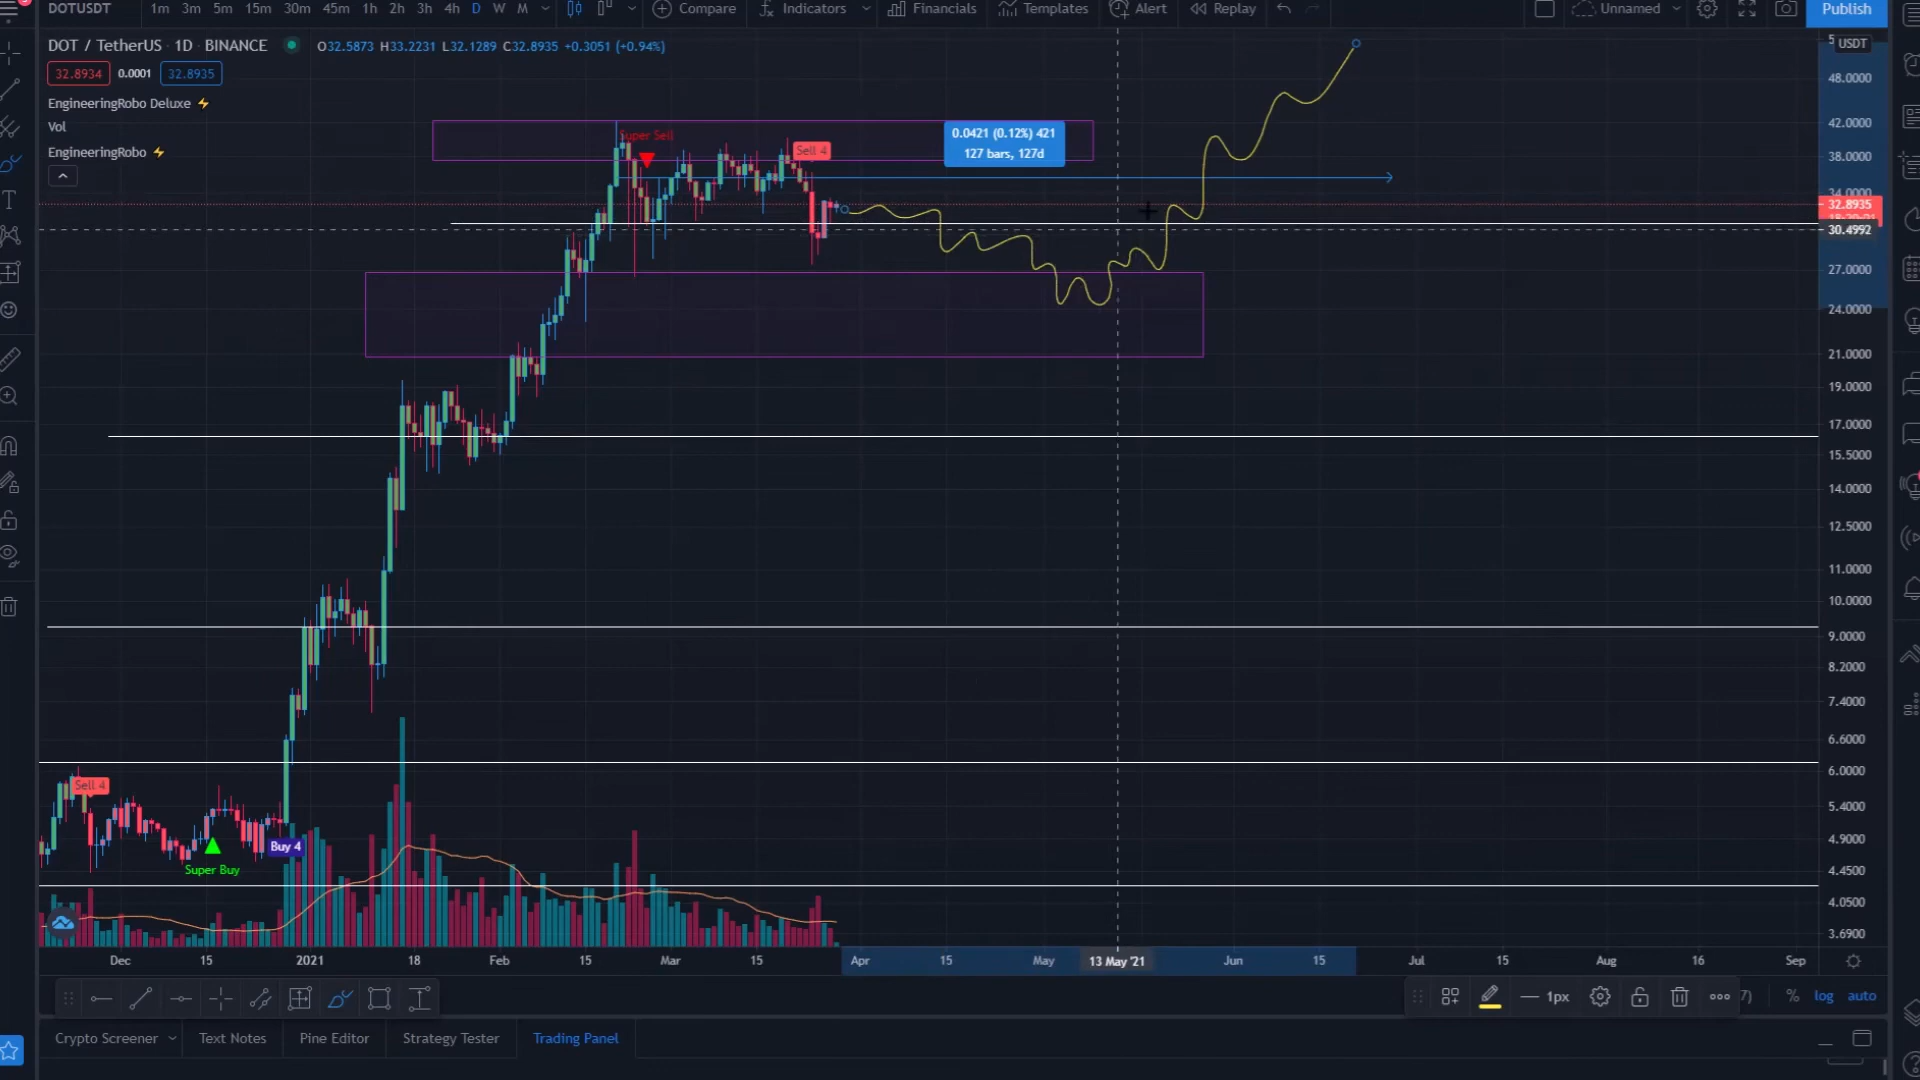 DOTUSDT 1m 3m 5m 15m 30m 45m 1h 2h 3h 4h D W M Compare Indicators Financials Templates Alert Replay Unnamed Publish
DOT / TetherUS · 1D · BINANCE O32.5873 H33.2231 L32.1289 C32.8935 +0.3051 (+0.94%)
32.8934 0.0001 32.8935
EngineeringRobo Deluxe
Vol
EngineeringRobo
Super Sell
Sell 4
0.0421 (0.12%) 421
127 bars, 127d
USDT
48.0000
42.0000
38.0000
34.0000
32.8935
30.4992
27.0000
24.0000
21.0000
19.0000
17.0000
15.5000
14.0000
12.5000
11.0000
10.0000
9.0000
8.2000
7.4000
6.6000
6.0000
5.4000
4.9000
4.4500
4.0500
3.6900
Sell 4
Buy 4
Super Buy
Dec 15 2021 18 Feb 15 Mar 15 Apr 15 May 13 May '21 Jun 15 Jul 15 Aug 16 Sep
1px 7) % log auto
Crypto Screener Text Notes Pine Editor Strategy Tester Trading Panel